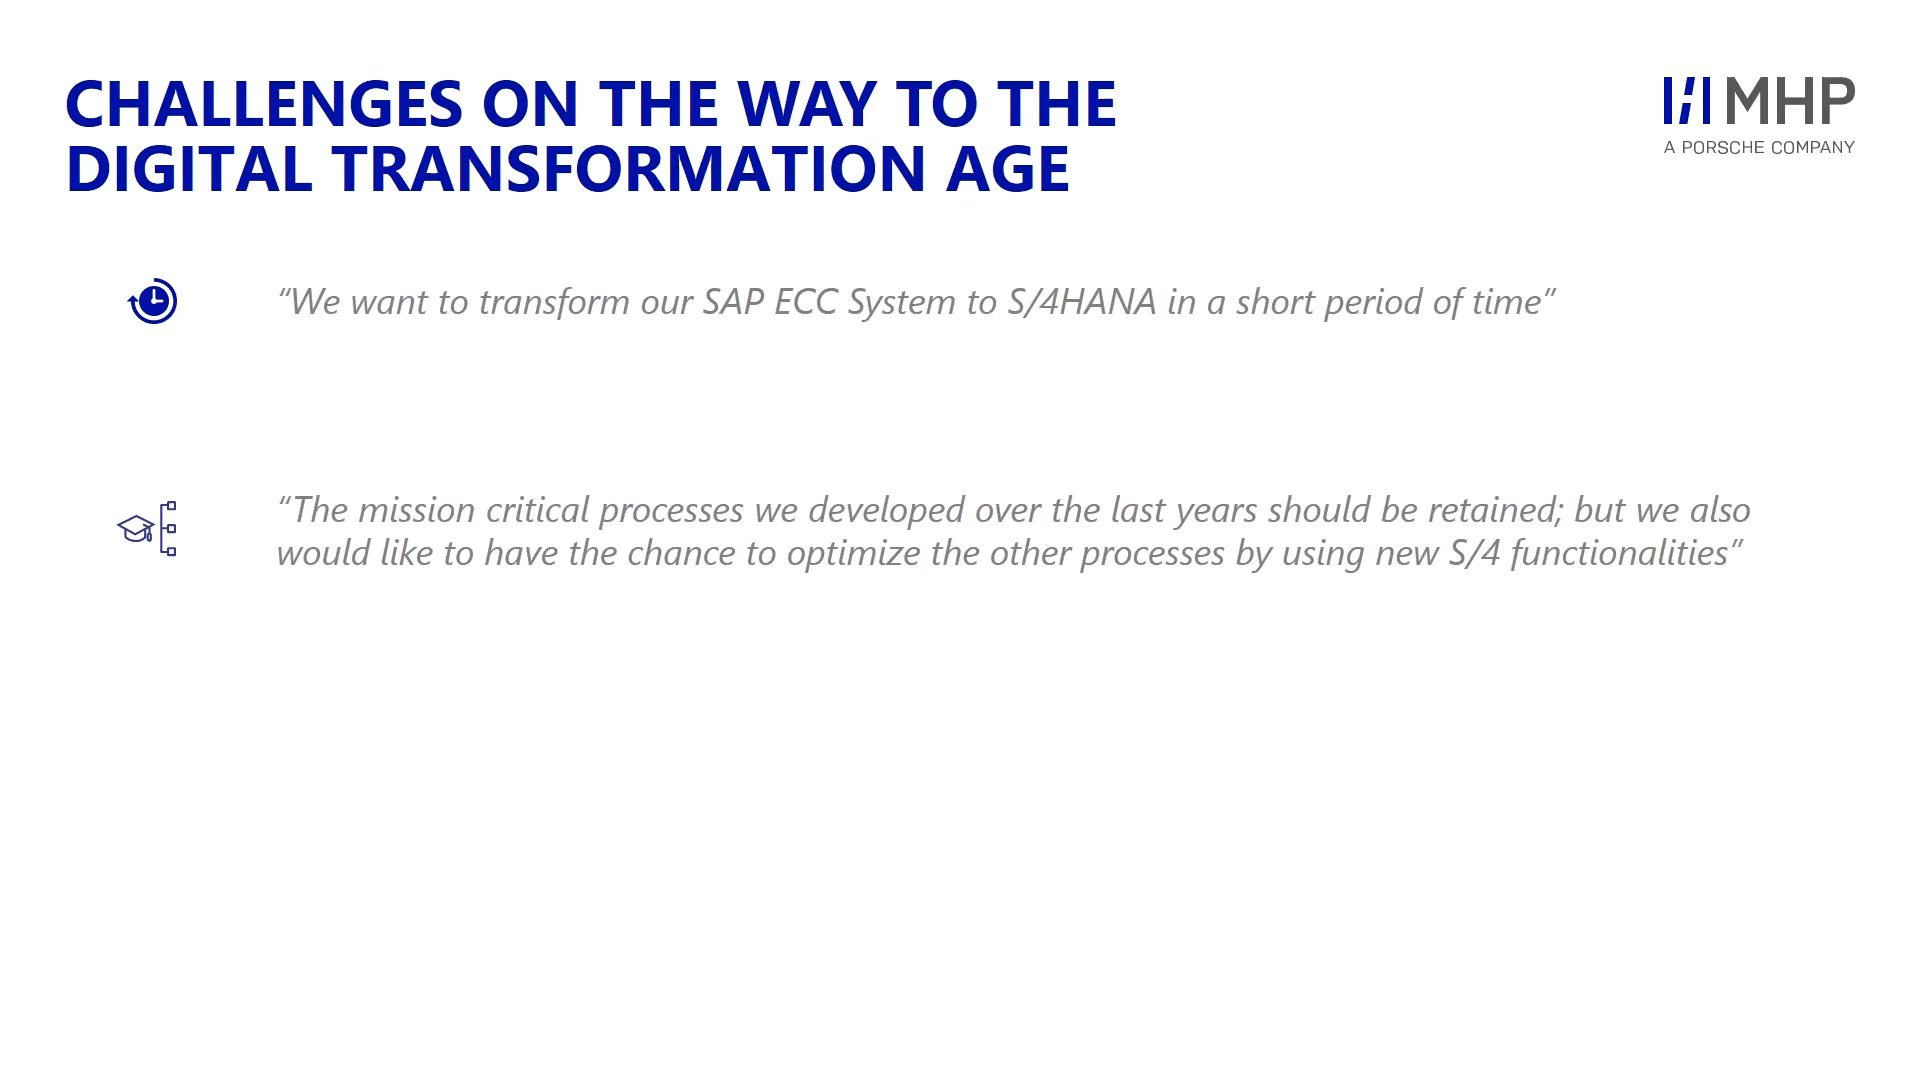 CHALLENGES ON THE WAY TO THE
DIGITAL TRANSFORMATION AGE
MHP
A PORSCHE COMPANY
“We want to transform our SAP ECC System to S/4HANA in a short period of time”
“The mission critical processes we developed over the last years should be retained; but we also
would like to have the chance to optimize the other processes by using new S/4 functionalities”